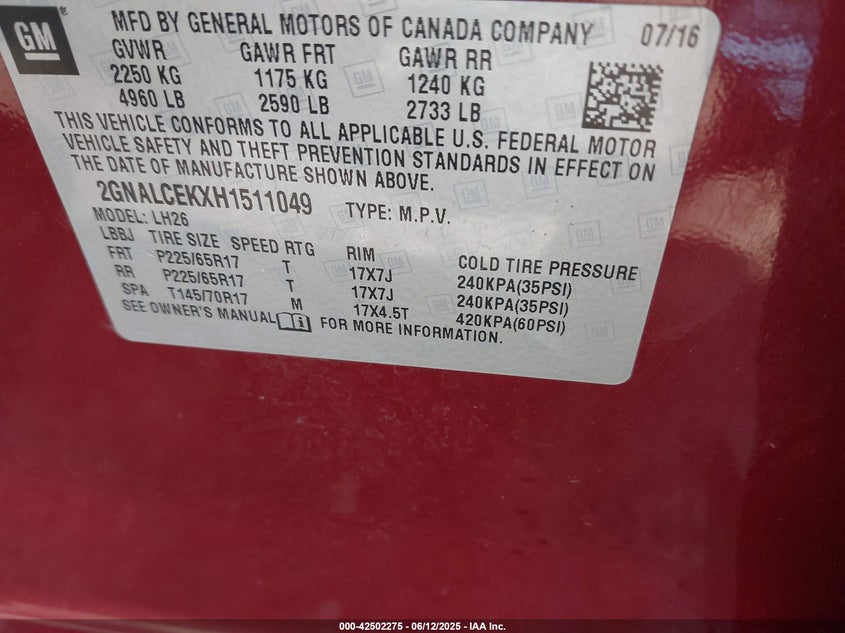 GM
MFD BY GENERAL MOTORS OF CANADA COMPANY 07/16
GVWR GAWR FRT GAWR RR
2250 KG 1175 KG 1240 KG
4960 LB 2590 LB 2733 LB
THIS VEHICLE CONFORMS TO ALL APPLICABLE U.S. FEDERAL MOTOR
VEHICLE SAFETY AND THEFT PREVENTION STANDARDS IN EFFECT ON
THE DATE OF MANUFACTURE SHOWN ABOVE.
2GNALCEKXH1511049 TYPE: M.P.V.
MODEL: LH26
LBBJ TIRE SIZE SPEED RTG RIM COLD TIRE PRESSURE
FRT P225/65R17 T 17X7J 240KPA(35PSI)
RR P225/65R17 T 17X7J 240KPA(35PSI)
SPA T145/70R17 M 17X4.5T 420KPA(60PSI)
SEE OWNER'S MANUAL FOR MORE INFORMATION.
000-42502275 - 06/12/2025 - IAA Inc.